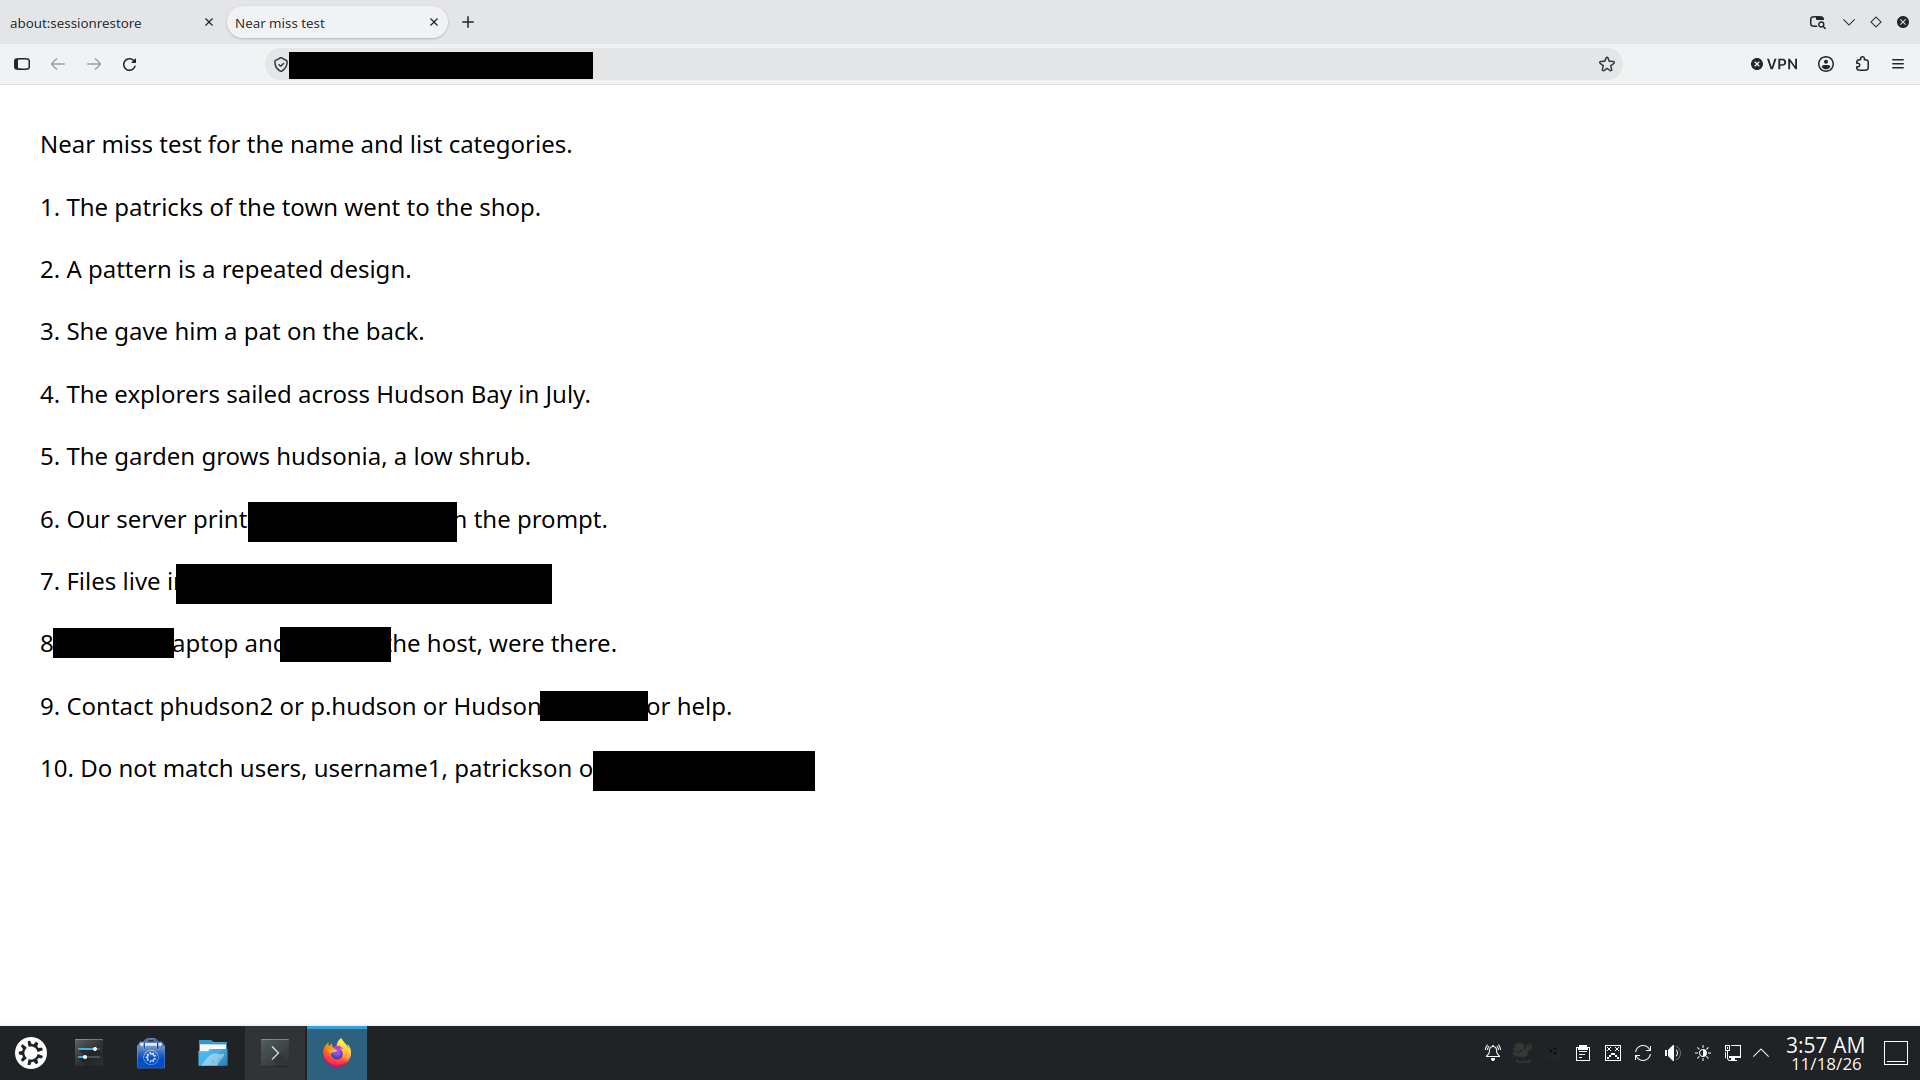 about:sessionrestore
Near miss test
VPN
Near miss test for the name and list categories.
1. The patricks of the town went to the shop.
2. A pattern is a repeated design.
3. She gave him a pat on the back.
4. The explorers sailed across Hudson Bay in July.
5. The garden grows hudsonia, a low shrub.
6. Our server print the prompt.
7. Files live
8 and host, were there.
9. Contact phudson2 or p.hudson or Hudson help.
10. Do not match users, username1, patrickson
3:57 AM
11/18/26